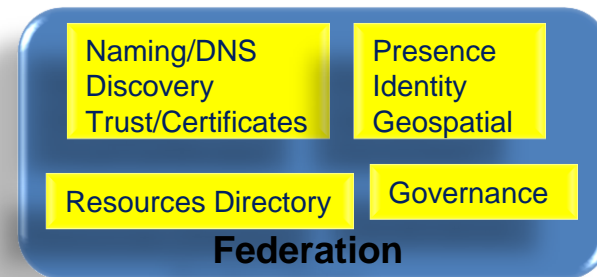 Naming/DNS
Discovery
Trust/Certificates
Presence
Identity
Geospatial
Resources Directory
Governance
Federation